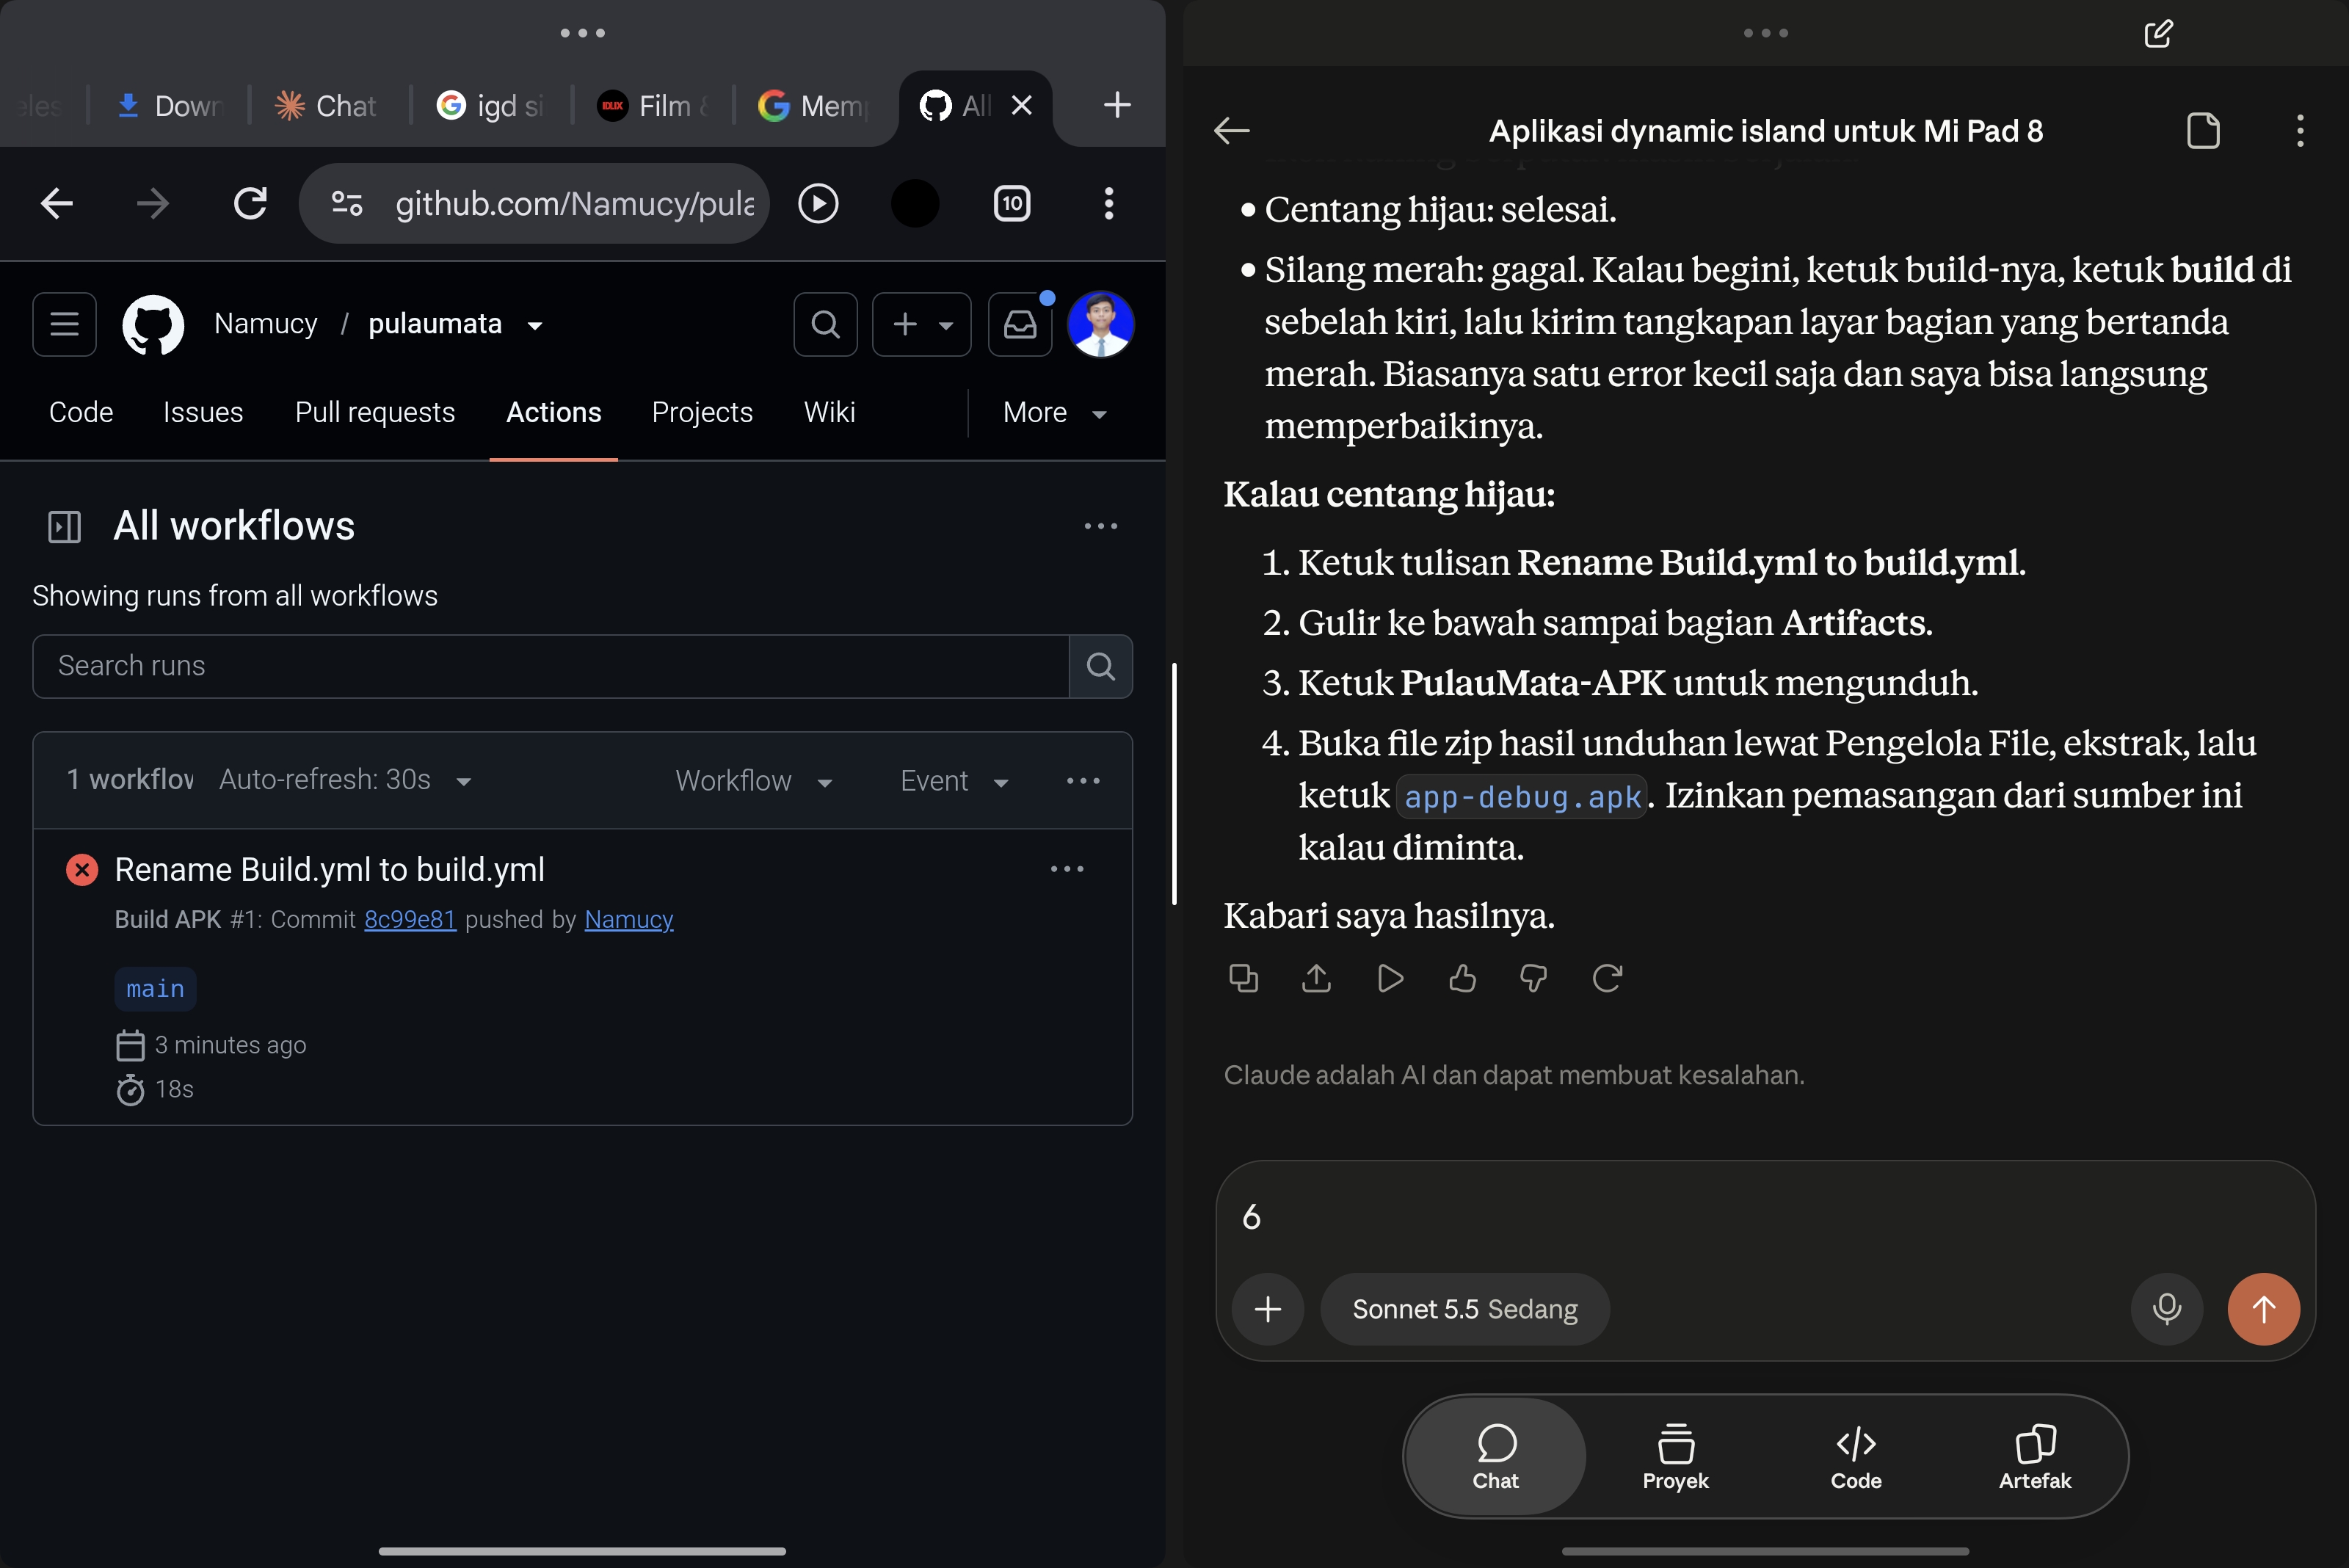 Down
Chat
igd si
Film
Mem
All
github.com/Namucy/pula
10
Namucy / pulaumata
Code
Issues
Pull requests
Actions
Projects
Wiki
More
All workflows
Showing runs from all workflows
Search runs
1 workflow
Auto-refresh: 30s
Workflow
Event
Rename Build.yml to build.yml
Build APK #1: Commit 8c99e81 pushed by Namucy
main
3 minutes ago
18s
Aplikasi dynamic island untuk Mi Pad 8
• Centang hijau: selesai.
• Silang merah: gagal. Kalau begini, ketuk build-nya, ketuk build di
sebelah kiri, lalu kirim tangkapan layar bagian yang bertanda
merah. Biasanya satu error kecil saja dan saya bisa langsung
memperbaikinya.
Kalau centang hijau:
1. Ketuk tulisan Rename Build.yml to build.yml.
2. Gulir ke bawah sampai bagian Artifacts.
3. Ketuk PulauMata-APK untuk mengunduh.
4. Buka file zip hasil unduhan lewat Pengelola File, ekstrak, lalu
ketuk app-debug.apk. Izinkan pemasangan dari sumber ini
kalau diminta.
Kabari saya hasilnya.
Claude adalah AI dan dapat membuat kesalahan.
6
Sonnet 5.5 Sedang
Chat
Proyek
Code
Artefak